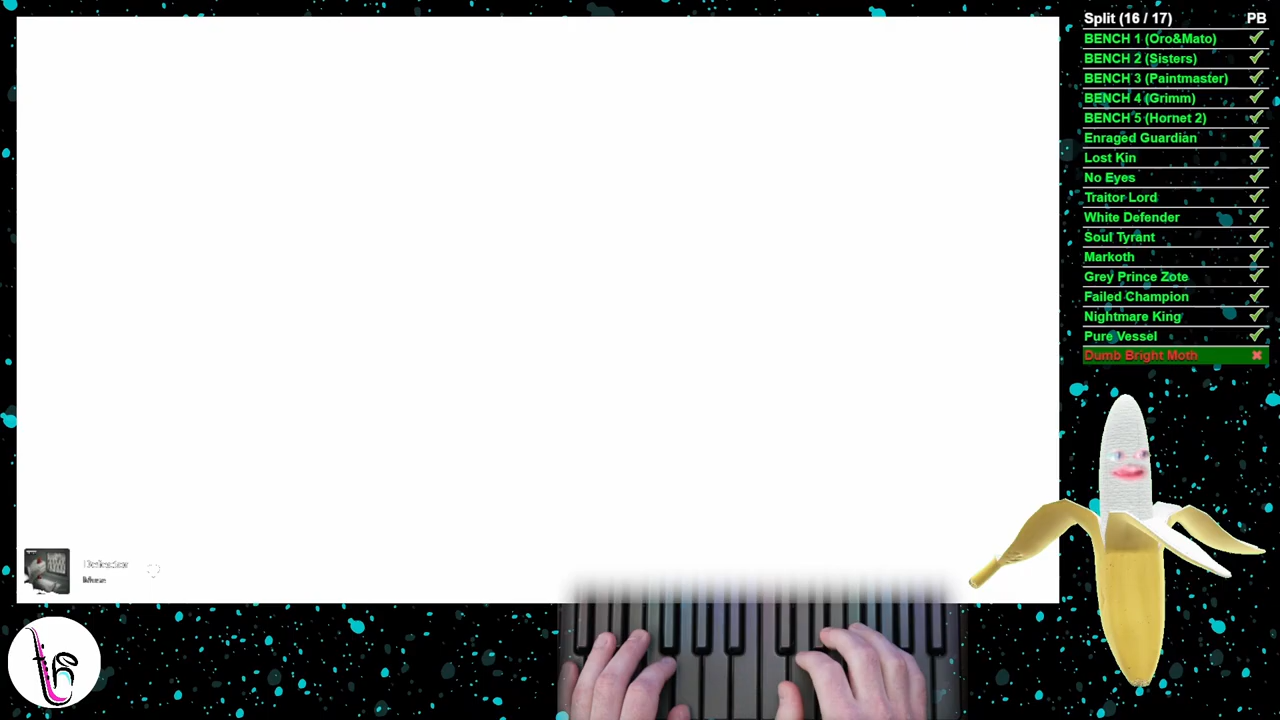 Split (16 / 17) PB
BENCH 1 (Oro&Mato)
BENCH 2 (Sisters)
BENCH 3 (Paintmaster)
BENCH 4 (Grimm)
BENCH 5 (Hornet 2)
Enraged Guardian
Lost Kin
No Eyes
Traitor Lord
White Defender
Soul Tyrant
Markoth
Grey Prince Zote
Failed Champion
Nightmare King
Pure Vessel
Dumb Bright Moth